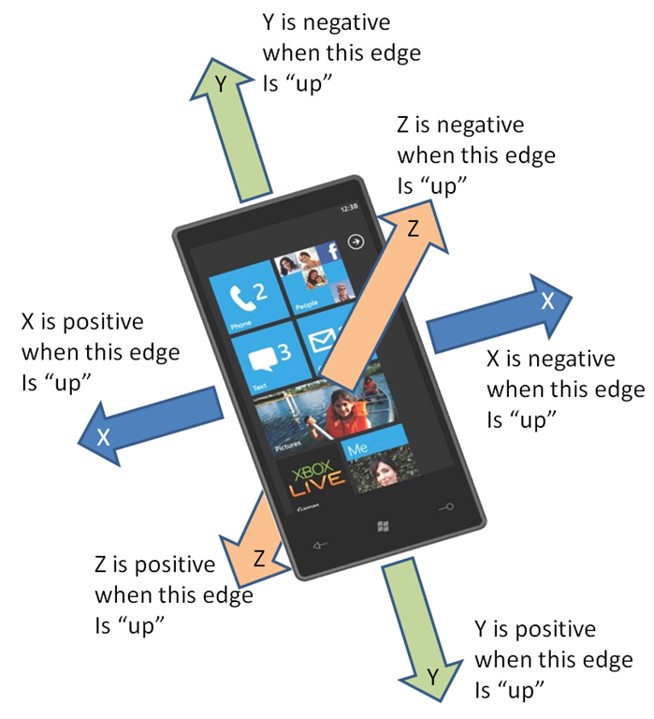 Y is negative
when this edge
Is “up”
Y
Z is negative
when this edge
Is “up”
Z
12:38
2
Phone
f
People
X
X is positive
when this edge
Is “up”
3
Text
X is negative
when this edge
Is “up”
X
Pictures
Me
XBOX
LIVE
Games
Z is positive
when this edge
Is “up”
Z
Y is positive
when this edge
Is “up”
Y